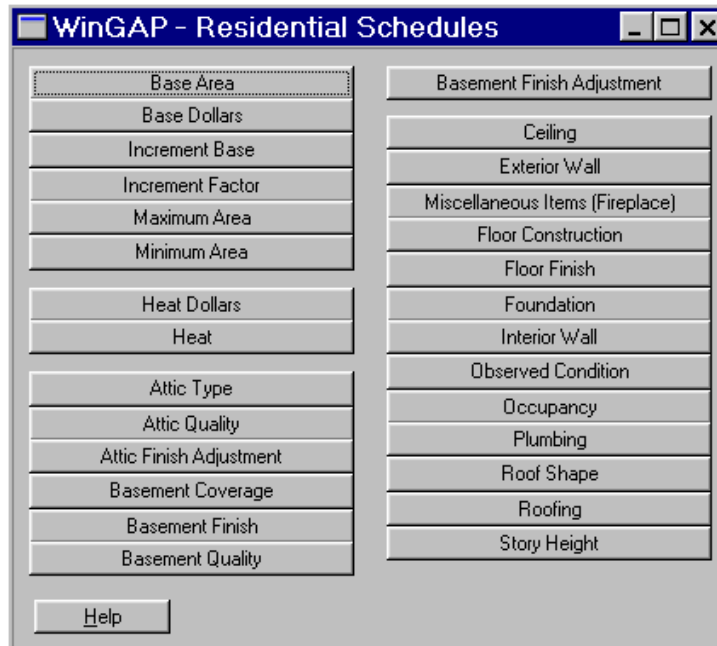 WinGAP - Residential Schedules
Base Area
Base Dollars
Increment Base
Increment Factor
Maximum Area
Minimum Area
Heat Dollars
Heat
Attic Type
Attic Quality
Attic Finish Adjustment
Basement Coverage
Basement Finish
Basement Quality
Help
Basement Finish Adjustment
Ceiling
Exterior Wall
Miscellaneous Items (Fireplace)
Floor Construction
Floor Finish
Foundation
Interior Wall
Observed Condition
Occupancy
Plumbing
Roof Shape
Roofing
Story Height